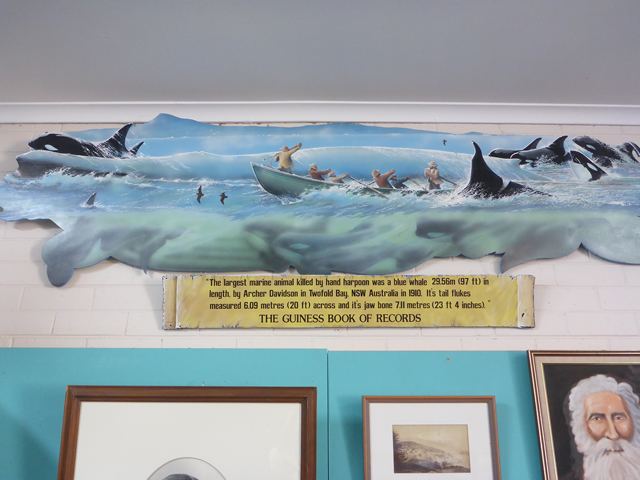 "The largest marine animal killed by hand harpoon was a blue whale 29.56m (97 ft) in
length, by Archer Davidson in Twofold Bay, NSW Australia in 1910. It's tail flukes
measured 6.09 metres (20 ft) across and it's jaw bone 7.11 metres (23 ft 4 inches)."
THE GUINESS BOOK OF RECORDS